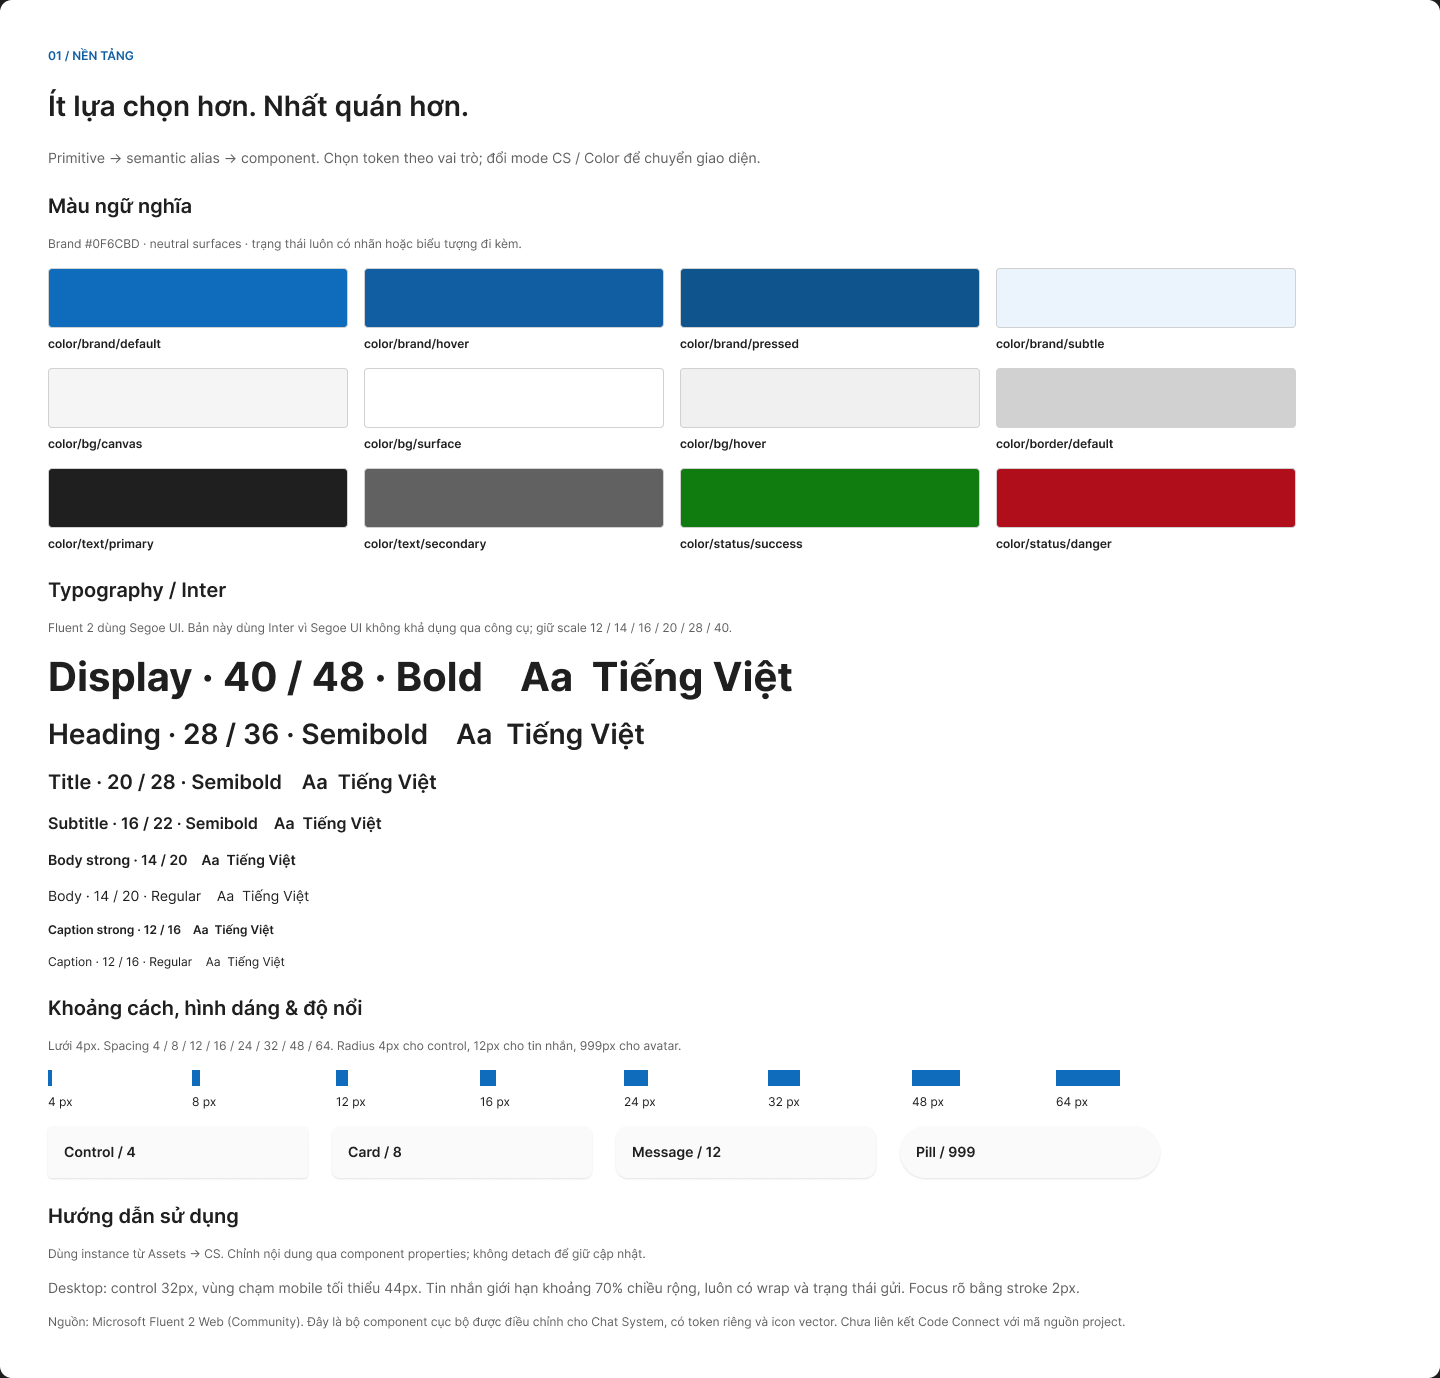 01 / NỀN TẢNG
Ít lựa chọn hơn. Nhất quán hơn.
Primitive → semantic alias → component. Chọn token theo vai trò; đổi mode CS / Color để chuyển giao diện.
Màu ngữ nghĩa
Brand #0F6CBD · neutral surfaces · trạng thái luôn có nhãn hoặc biểu tượng đi kèm.
color/brand/default
color/brand/hover
color/brand/pressed
color/brand/subtle
color/bg/canvas
color/bg/surface
color/bg/hover
color/border/default
color/text/primary
color/text/secondary
color/status/success
color/status/danger
Typography / Inter
Fluent 2 dùng Segoe UI. Bản này dùng Inter vì Segoe UI không khả dụng qua công cụ; giữ scale 12 / 14 / 16 / 20 / 28 / 40.
Display · 40 / 48 · Bold Aa Tiếng Việt
Heading · 28 / 36 · Semibold Aa Tiếng Việt
Title · 20 / 28 · Semibold Aa Tiếng Việt
Subtitle · 16 / 22 · Semibold Aa Tiếng Việt
Body strong · 14 / 20 Aa Tiếng Việt
Body · 14 / 20 · Regular Aa Tiếng Việt
Caption strong · 12 / 16 Aa Tiếng Việt
Caption · 12 / 16 · Regular Aa Tiếng Việt
Khoảng cách, hình dáng & độ nổi
Lưới 4px. Spacing 4 / 8 / 12 / 16 / 24 / 32 / 48 / 64. Radius 4px cho control, 12px cho tin nhắn, 999px cho avatar.
4 px
8 px
12 px
16 px
24 px
32 px
48 px
64 px
Control / 4
Card / 8
Message / 12
Pill / 999
Hướng dẫn sử dụng
Dùng instance từ Assets → CS. Chỉnh nội dung qua component properties; không detach để giữ cập nhật.
Desktop: control 32px, vùng chạm mobile tối thiểu 44px. Tin nhắn giới hạn khoảng 70% chiều rộng, luôn có wrap và trạng thái gửi. Focus rõ bằng stroke 2px.
Nguồn: Microsoft Fluent 2 Web (Community). Đây là bộ component cục bộ được điều chỉnh cho Chat System, có token riêng và icon vector. Chưa liên kết Code Connect với mã nguồn project.